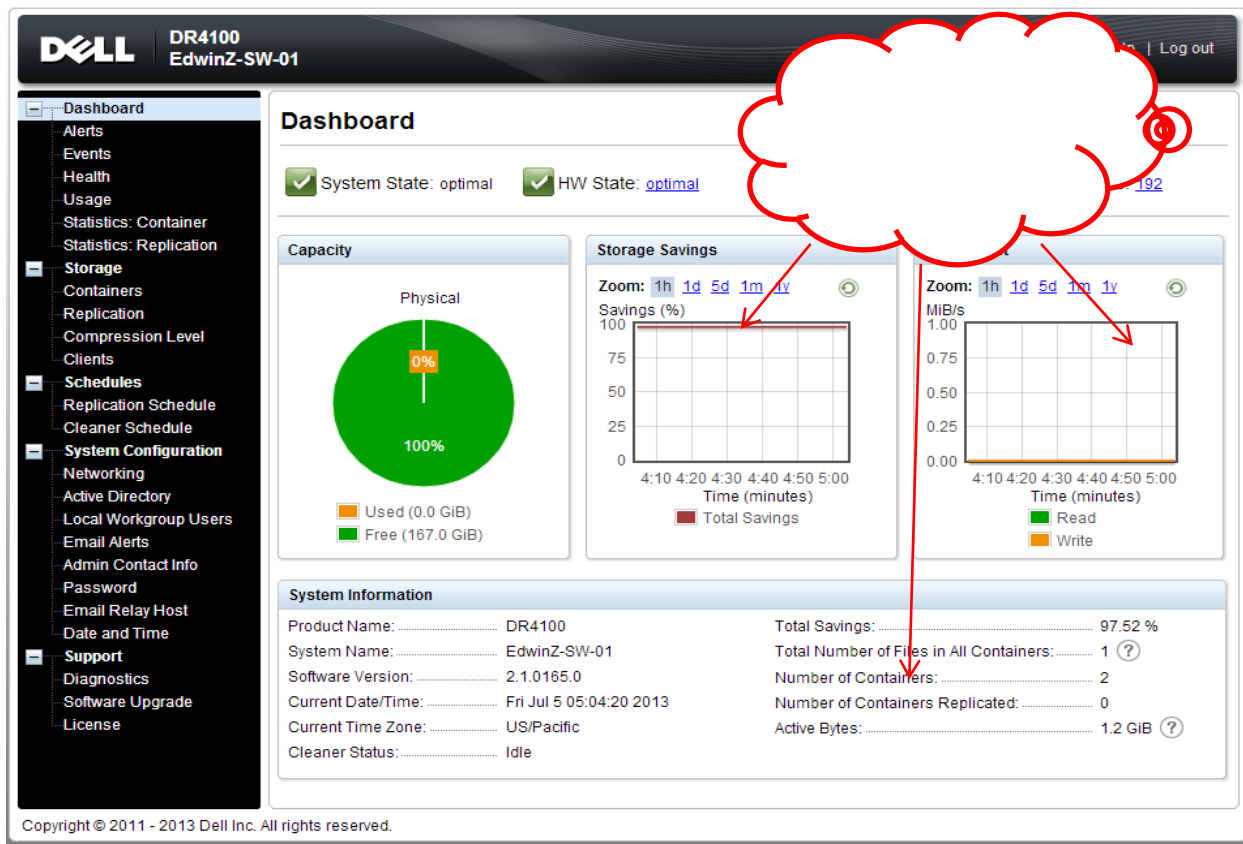 DELL
DR4100
EdwinZ-SW-01
| Log out
Dashboard
Alerts
Events
Health
Usage
Statistics: Container
Statistics: Replication
Storage
Containers
Replication
Compression Level
Clients
Schedules
Replication Schedule
Cleaner Schedule
System Configuration
Networking
Active Directory
Local Workgroup Users
Email Alerts
Admin Contact Info
Password
Email Relay Host
Date and Time
Support
Diagnostics
Software Upgrade
License
Dashboard
System State: optimal HW State: optimal 192
Capacity
Physical
0%
100%
Used (0.0 GiB)
Free (167.0 GiB)
Storage Savings
Zoom: 1h 1d 5d 1m 1y
Savings (%)
100
75
50
25
0
4:10 4:20 4:30 4:40 4:50 5:00
Time (minutes)
Total Savings
Zoom: 1h 1d 5d 1m 1y
MiB/s
1.00
0.75
0.50
0.25
0.00
4:10 4:20 4:30 4:40 4:50 5:00
Time (minutes)
Read
Write
System Information
Product Name: DR4100
System Name: EdwinZ-SW-01
Software Version: 2.1.0165.0
Current Date/Time: Fri Jul 5 05:04:20 2013
Current Time Zone: US/Pacific
Cleaner Status: Idle
Total Savings: 97.52 %
Total Number of Files in All Containers: 1 ?
Number of Containers: 2
Number of Containers Replicated: 0
Active Bytes: 1.2 GiB ?
Copyright © 2011 - 2013 Dell Inc. All rights reserved.